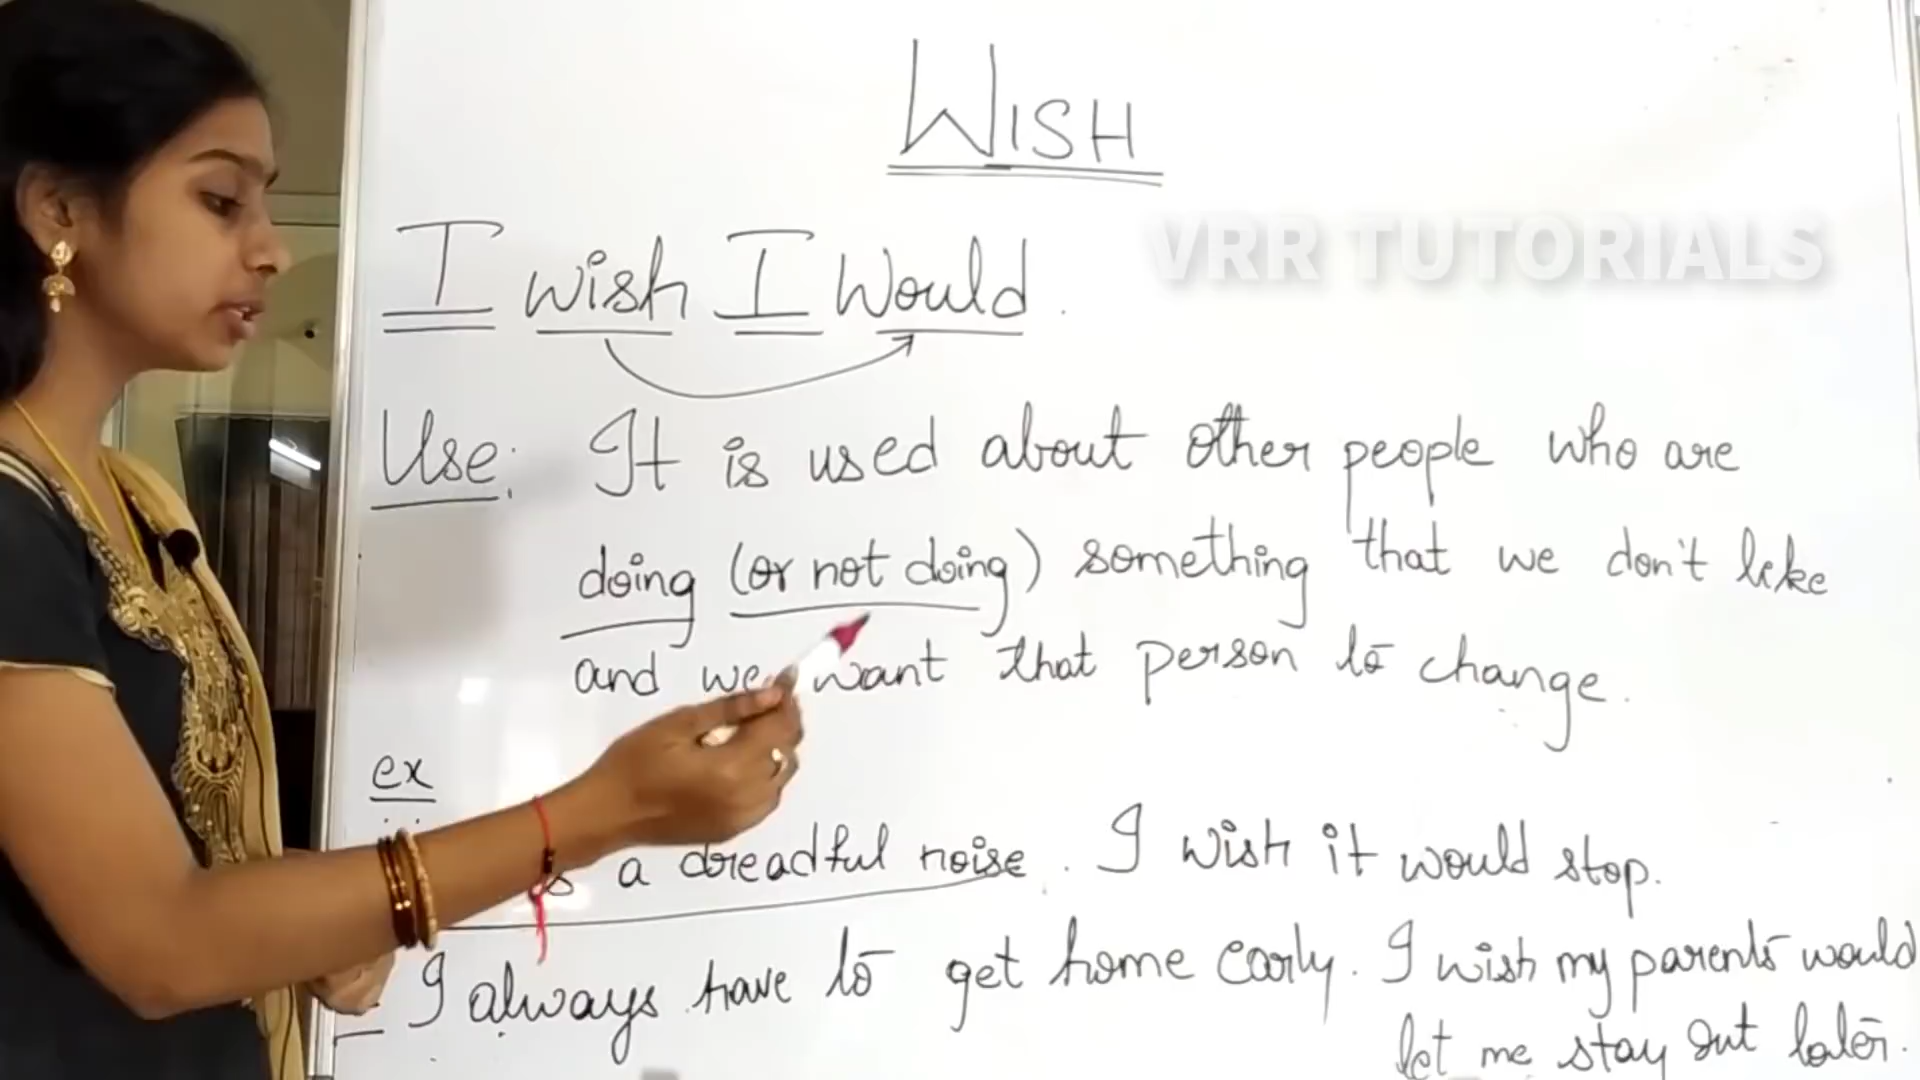 WISH
VRR TUTORIALS
I wish I would.
Use: It is used about other people who are
doing (or not doing) something that we don't like
and we want that person to change.
ex
a dreadful noise. I wish it would stop.
I always have to get home early. I wish my parents would
let me stay out later.